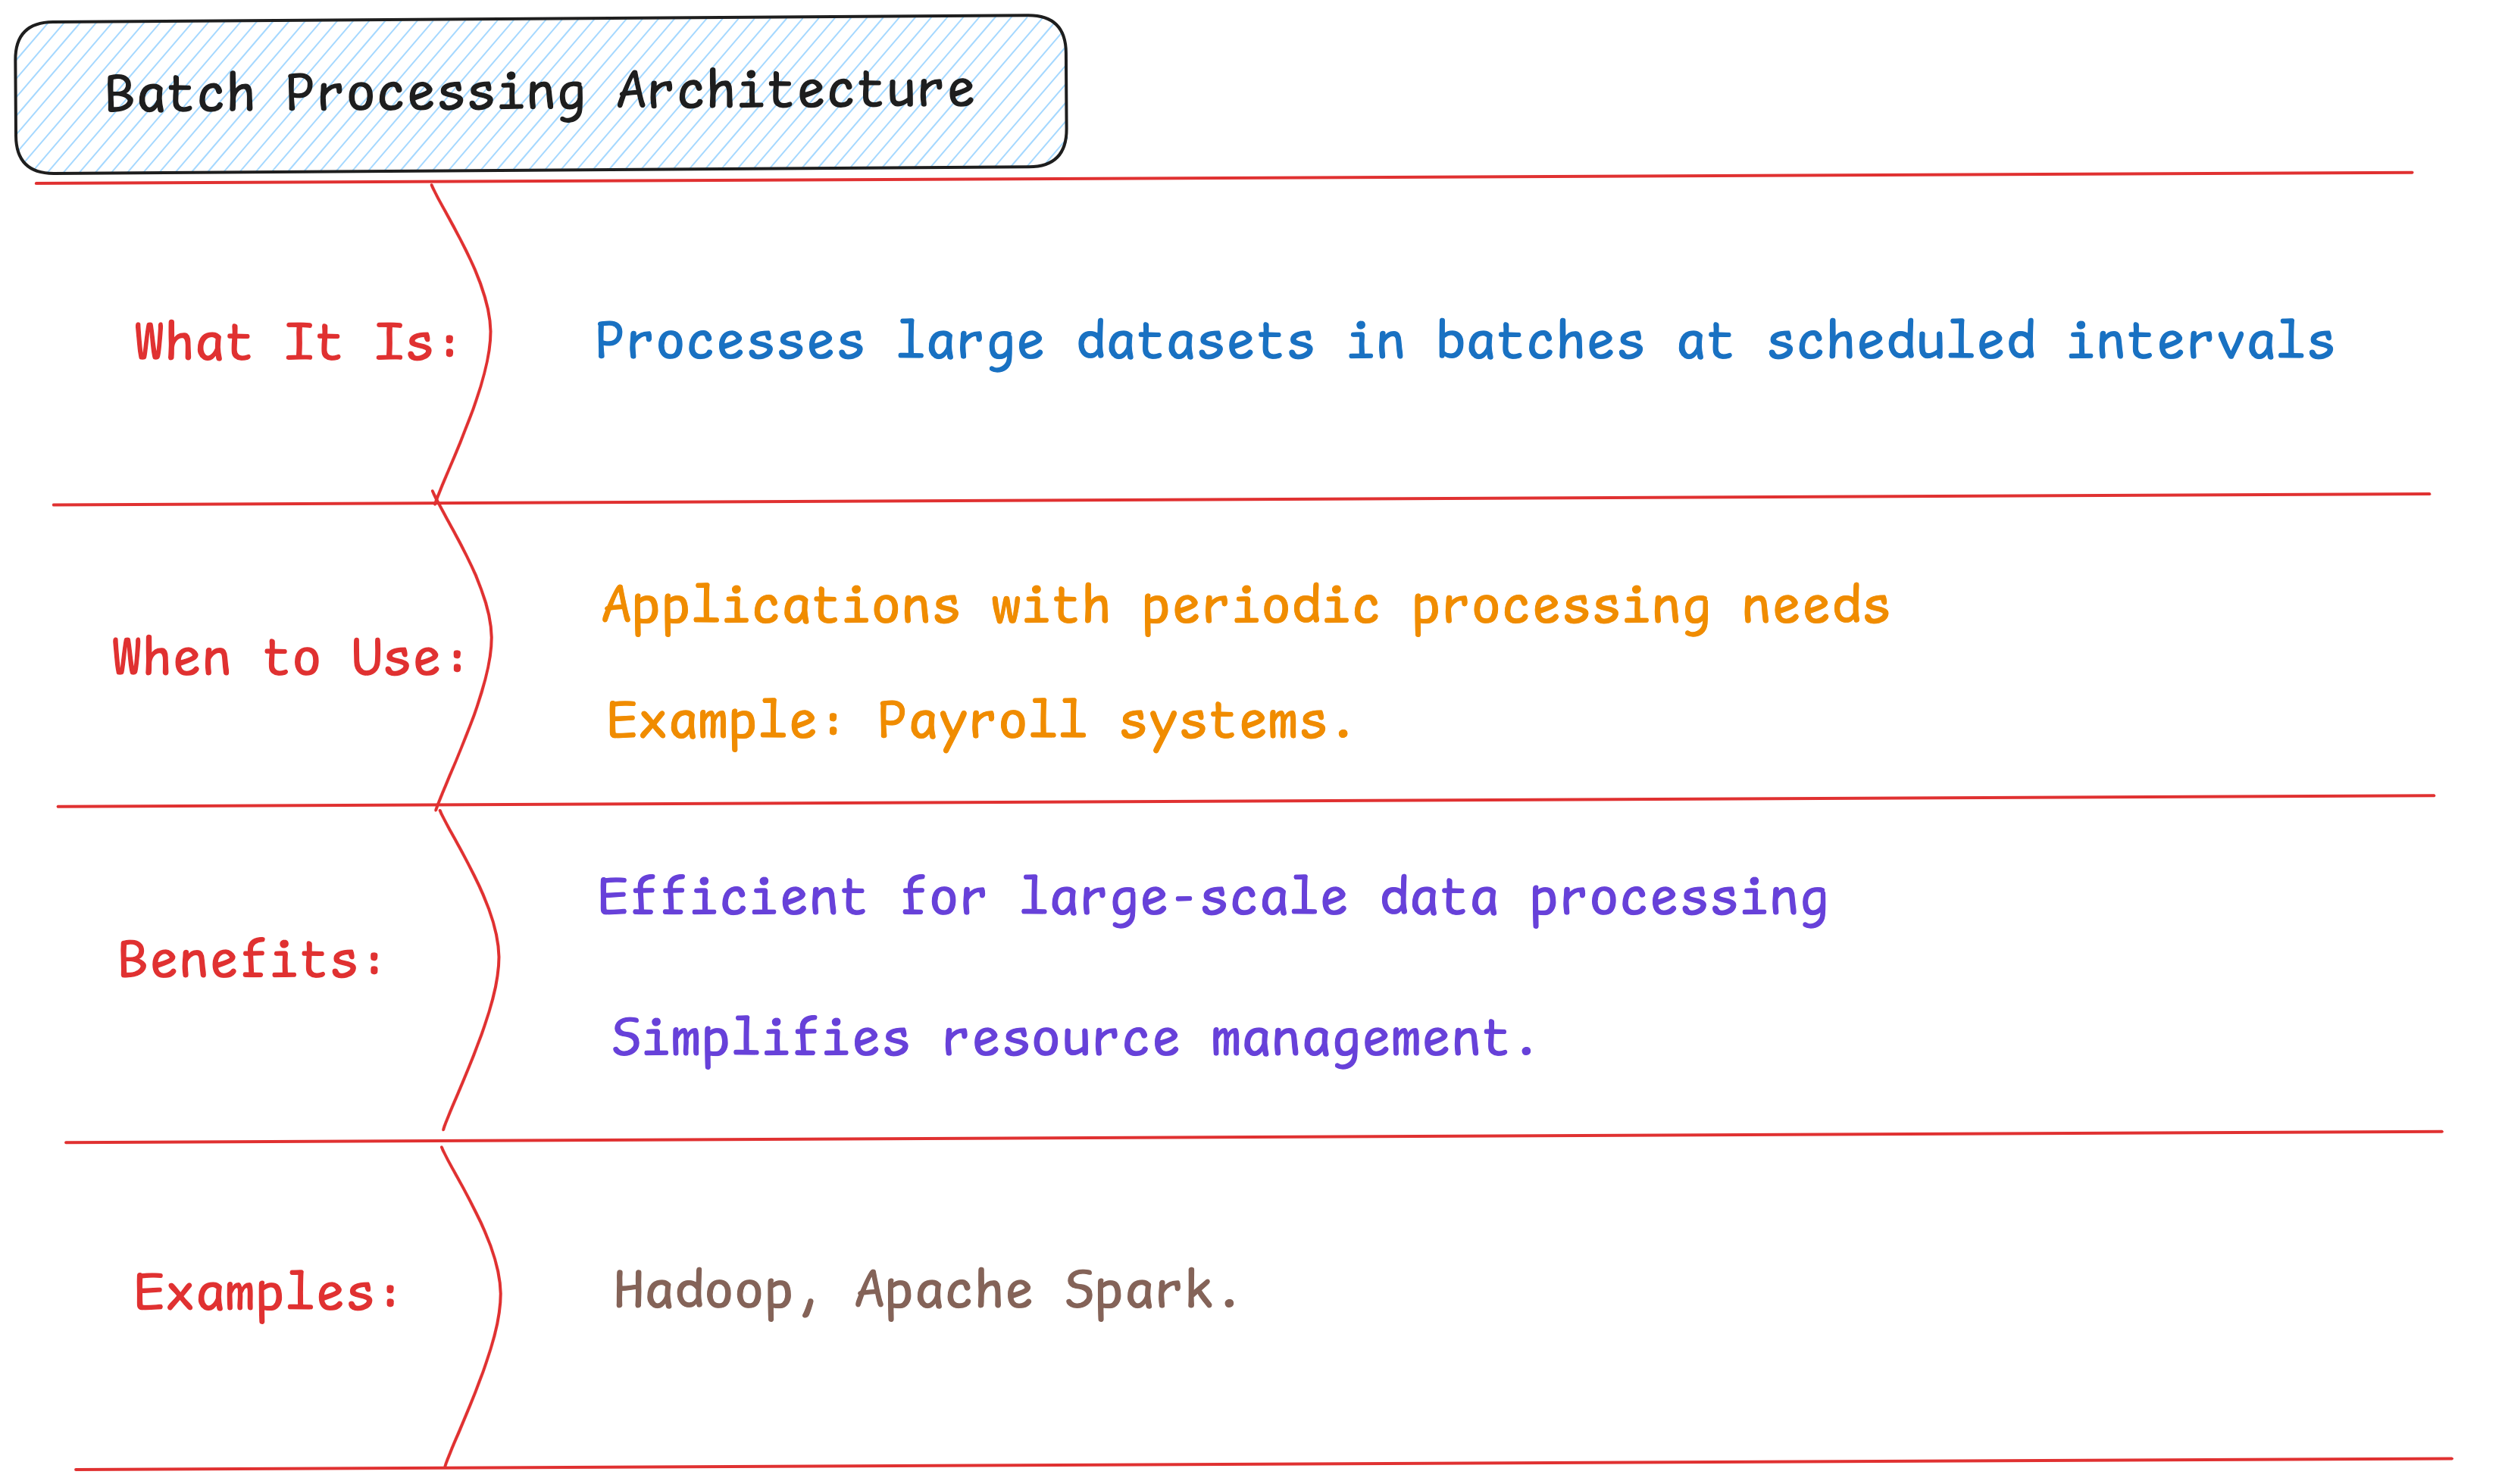 Batch Processing Architecture
What It Is:
Processes large datasets in batches at scheduled intervals
When to Use:
Applications with periodic processing needs
Example: Payroll systems.
Benefits:
Efficient for large-scale data processing
Simplifies resource management.
Examples:
Hadoop, Apache Spark.